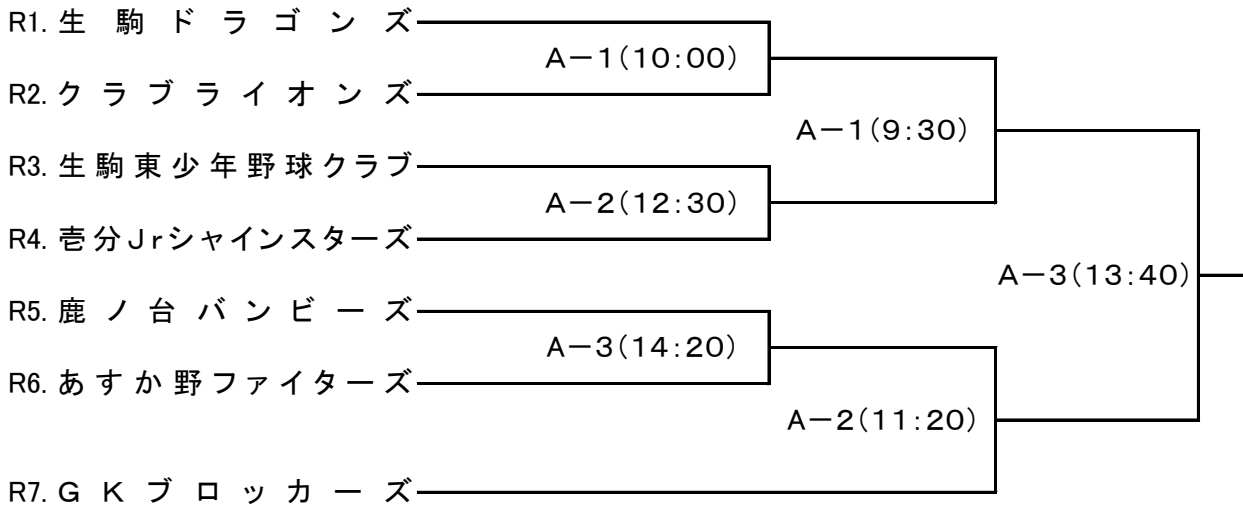 R1. 生駒ドラゴンズ
A－1(10:00)
R2. クラブライオンズ
A－1(9:30)
R3. 生駒東少年野球クラブ
A－2(12:30)
R4. 壱分Jrシャインスターズ
A－3(13:40)
R5. 鹿ノ台バンビーズ
A－3(14:20)
R6. あすか野ファイターズ
A－2(11:20)
R7. GKブロッカーズ